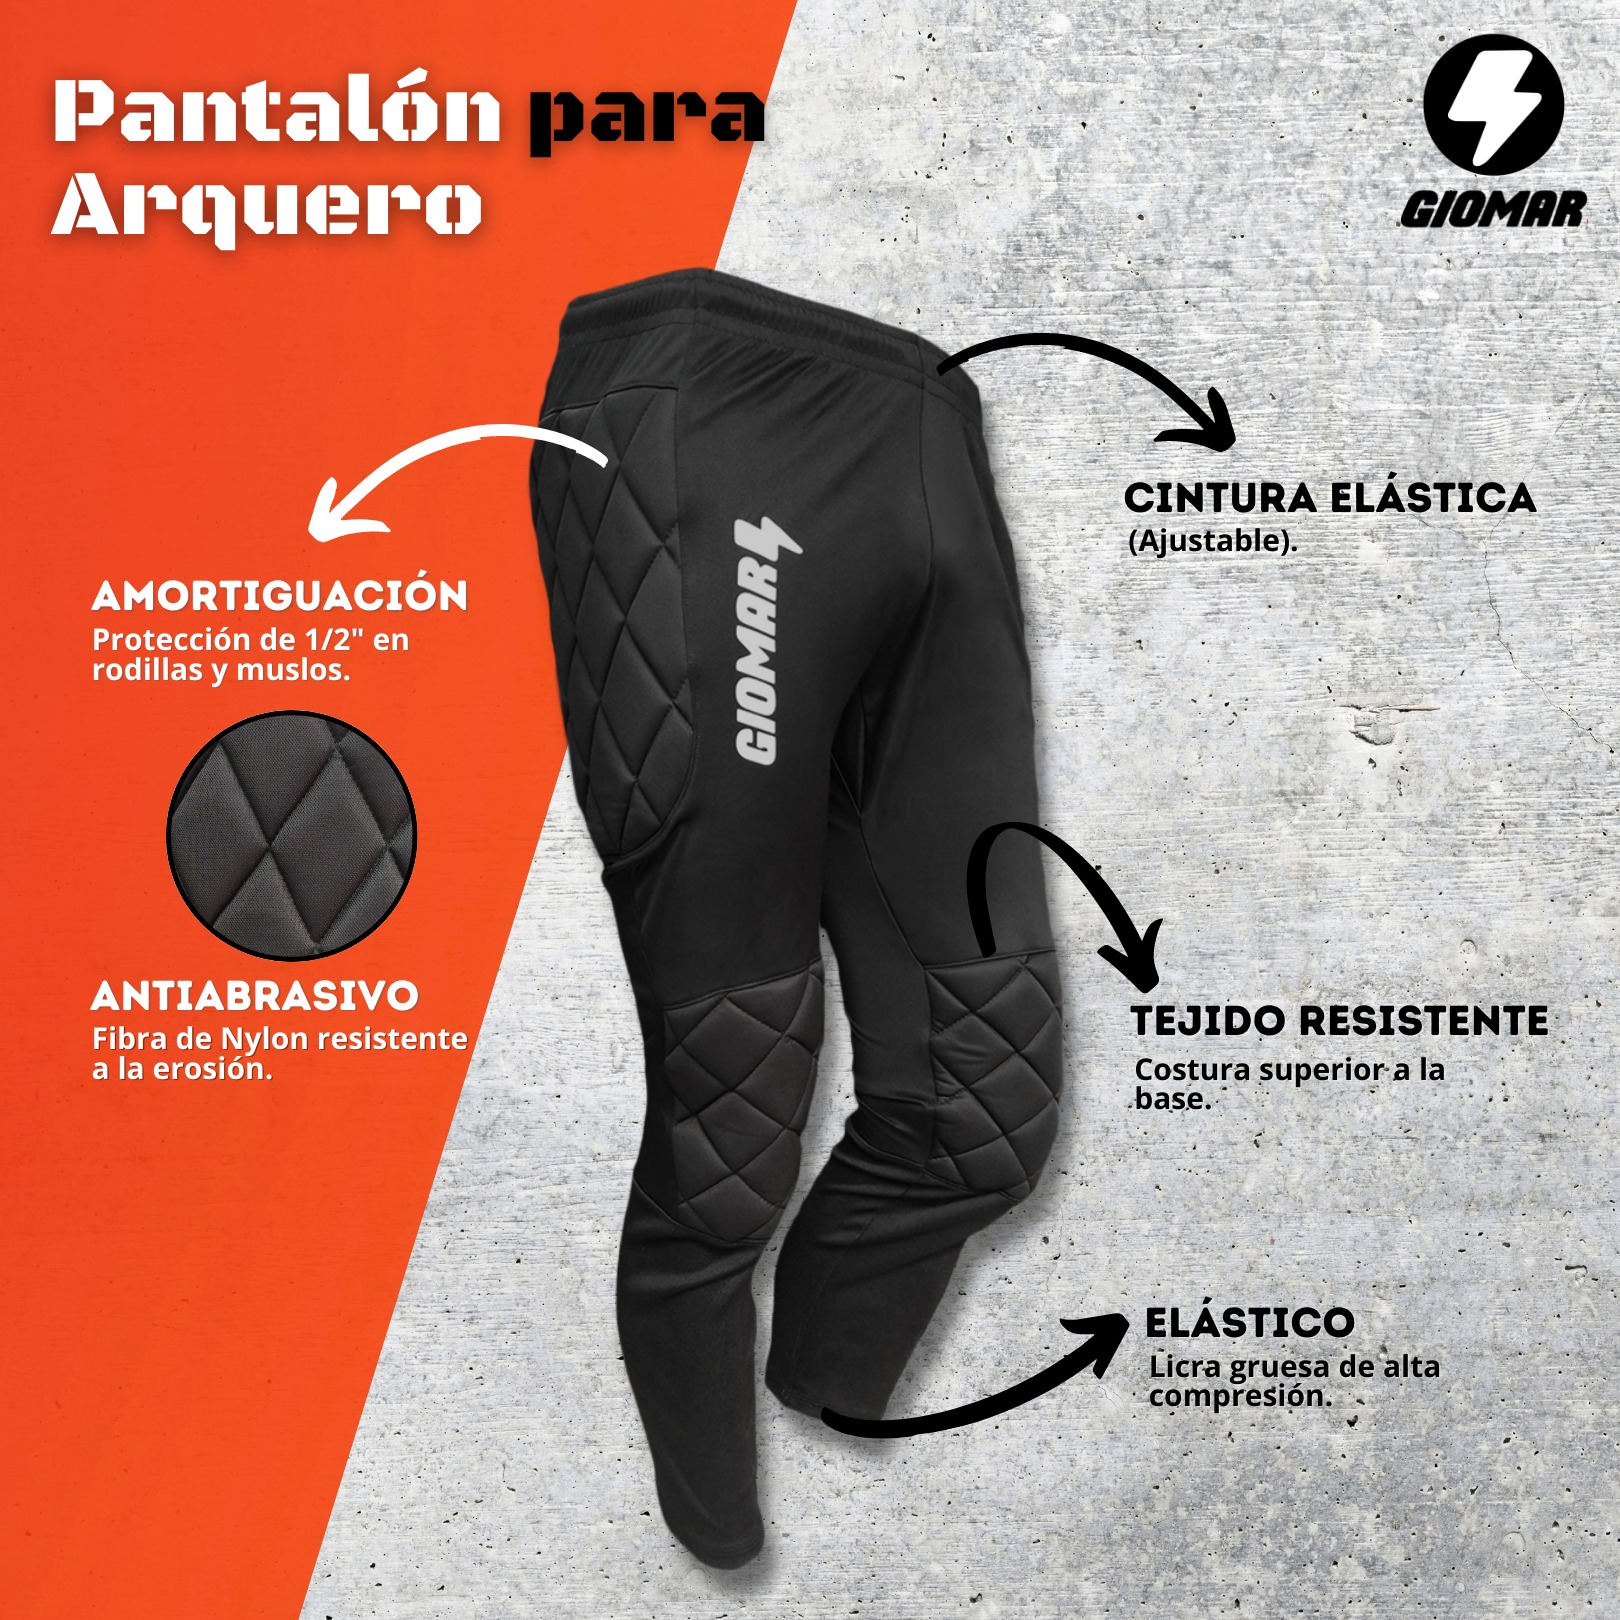 Pantalón para
Arquero
GIOMAR
CINTURA ELÁSTICA
(Ajustable).
AMORTIGUACIÓN
Protección de 1/2" en
rodillas y muslos.
GIOMAR
ANTIABRASIVO
Fibra de Nylon resistente
a la erosión.
TEJIDO RESISTENTE
Costura superior a la
base.
ELÁSTICO
Licra gruesa de alta
compresión.